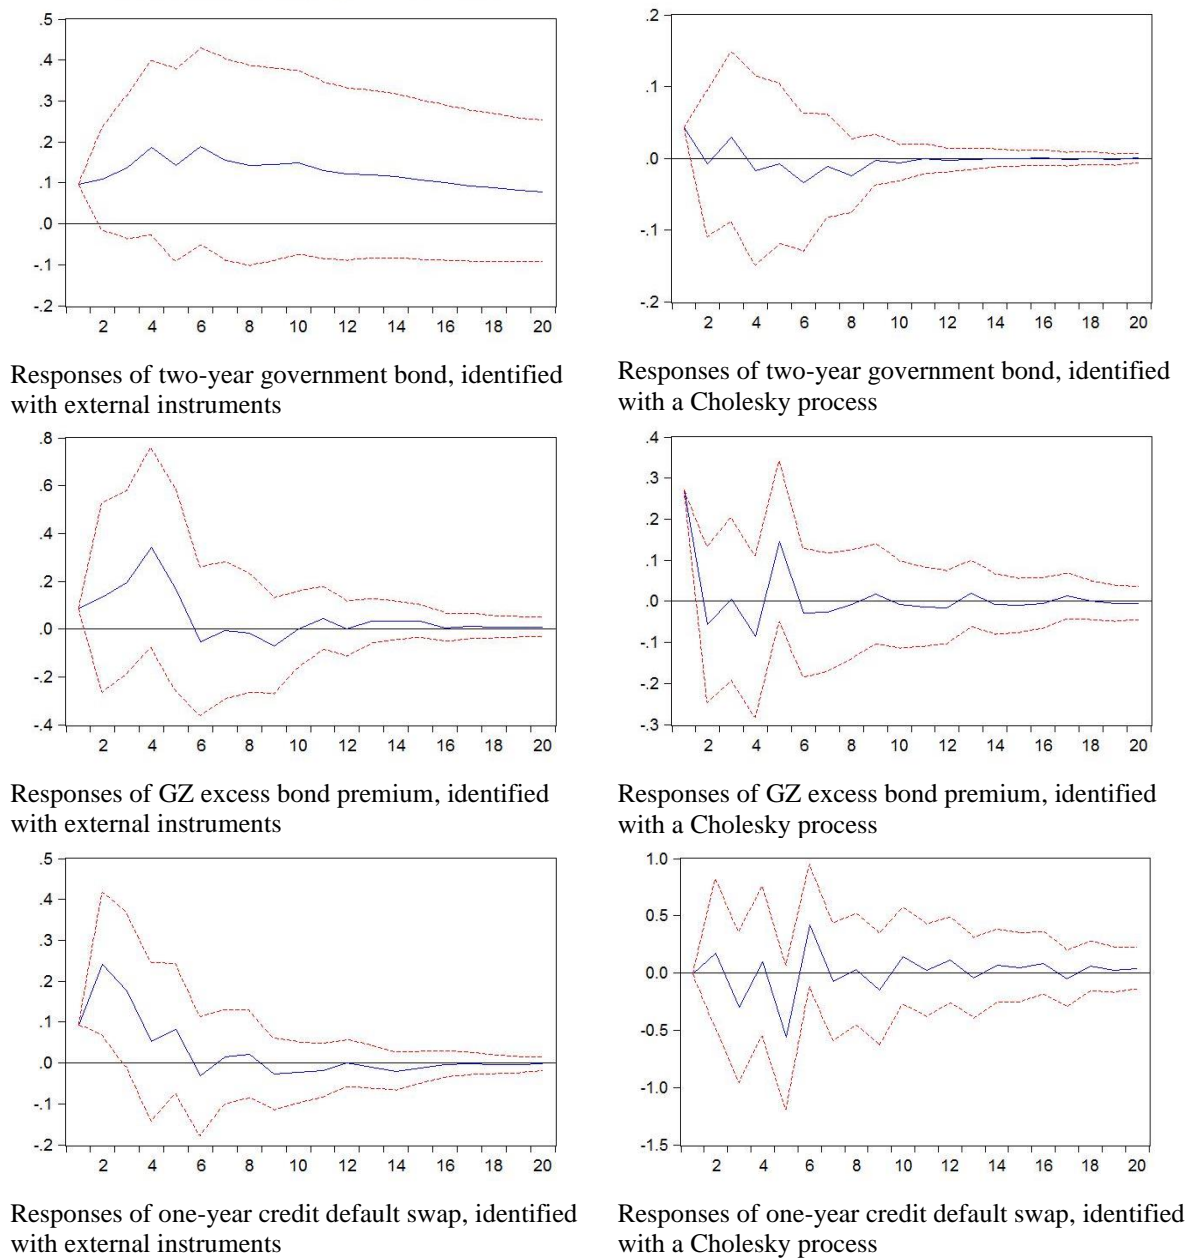 .5
.4
.3
.2
.1
.0
-.1
-.2
2 4 6 8 10 12 14 16 18 20
Responses of two-year government bond, identified
with external instruments
.2
.1
.0
-.1
-.2
2 4 6 8 10 12 14 16 18 20
Responses of two-year government bond, identified
with a Cholesky process
.8
.6
.4
.2
.0
-.2
-.4
2 4 6 8 10 12 14 16 18 20
Responses of GZ excess bond premium, identified
with external instruments
.4
.3
.2
.1
.0
-.1
-.2
-.3
2 4 6 8 10 12 14 16 18 20
Responses of GZ excess bond premium, identified
with a Cholesky process
.5
.4
.3
.2
.1
.0
-.1
-.2
2 4 6 8 10 12 14 16 18 20
Responses of one-year credit default swap, identified
with external instruments
1.0
0.5
0.0
-0.5
-1.0
-1.5
2 4 6 8 10 12 14 16 18 20
Responses of one-year credit default swap, identified
with a Cholesky process